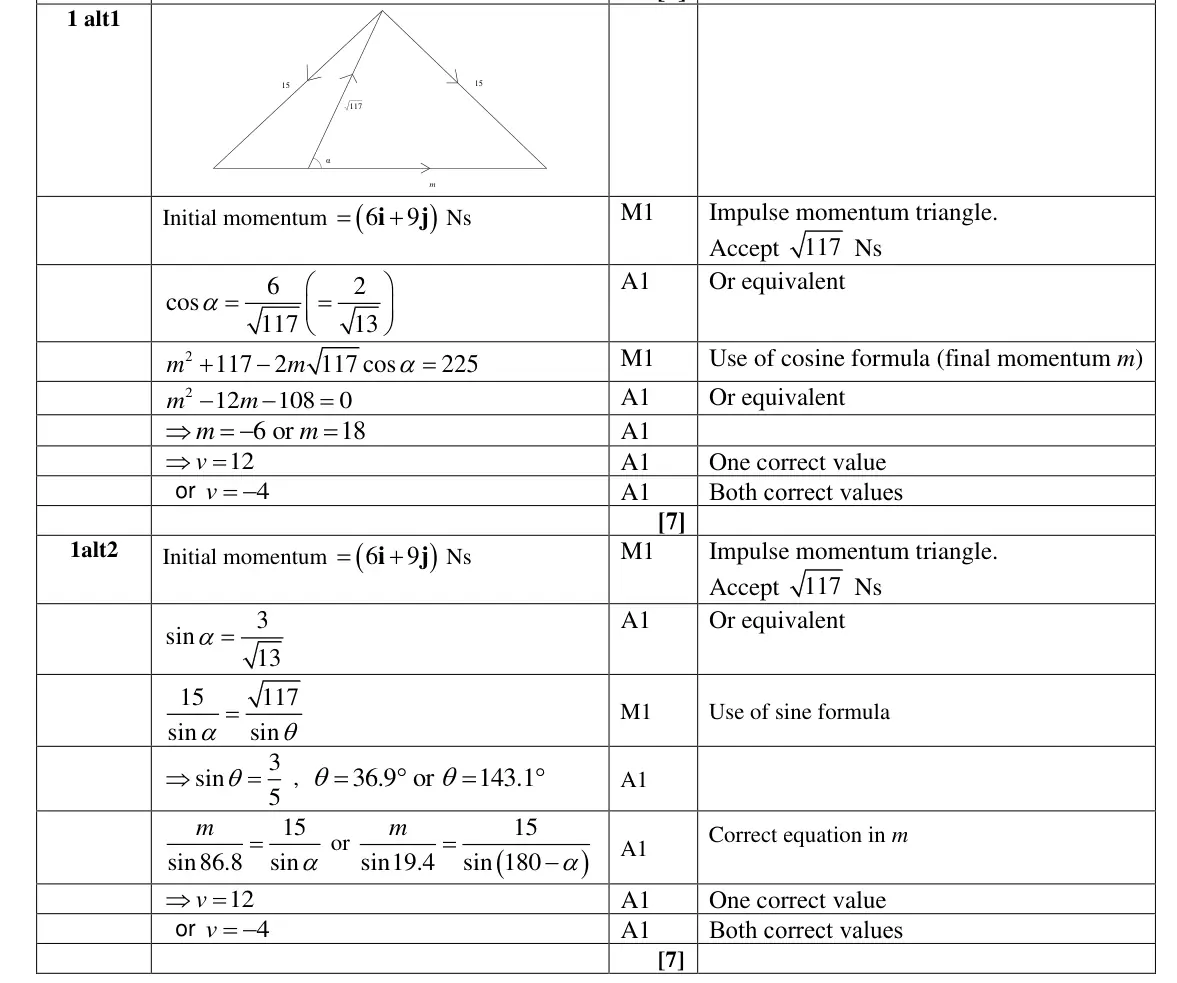 1 alt1
15
15
√117
α
m
Initial momentum = (6i + 9j) Ns M1 Impulse momentum triangle.
Accept √117 Ns
cos α = 6/√117 (= 2/√13) A1 Or equivalent
m² + 117 − 2m√117 cos α = 225 M1 Use of cosine formula (final momentum m)
m² − 12m − 108 = 0 A1 Or equivalent
⇒ m = −6 or m = 18 A1
⇒ v = 12 A1 One correct value
or v = −4 A1 Both correct values
[7]
1alt2 Initial momentum = (6i + 9j) Ns M1 Impulse momentum triangle.
Accept √117 Ns
sin α = 3/√13 A1 Or equivalent
15/sin α = √117/sin θ M1 Use of sine formula
⇒ sin θ = 3/5 , θ = 36.9° or θ = 143.1° A1
m/sin 86.8 = 15/sin α or m/sin 19.4 = 15/sin(180 − α) A1 Correct equation in m
⇒ v = 12 A1 One correct value
or v = −4 A1 Both correct values
[7]